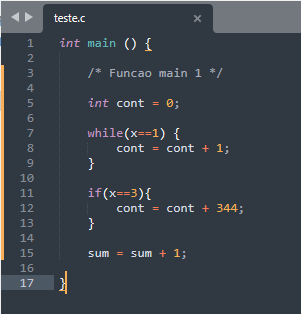 teste.c
1 int main () {
2
3 /* Funcao main 1 */
4
5 int cont = 0;
6
7 while(x==1) {
8 cont = cont + 1;
9 }
10
11 if(x==3){
12 cont = cont + 344;
13 }
14
15 sum = sum + 1;
16
17 }